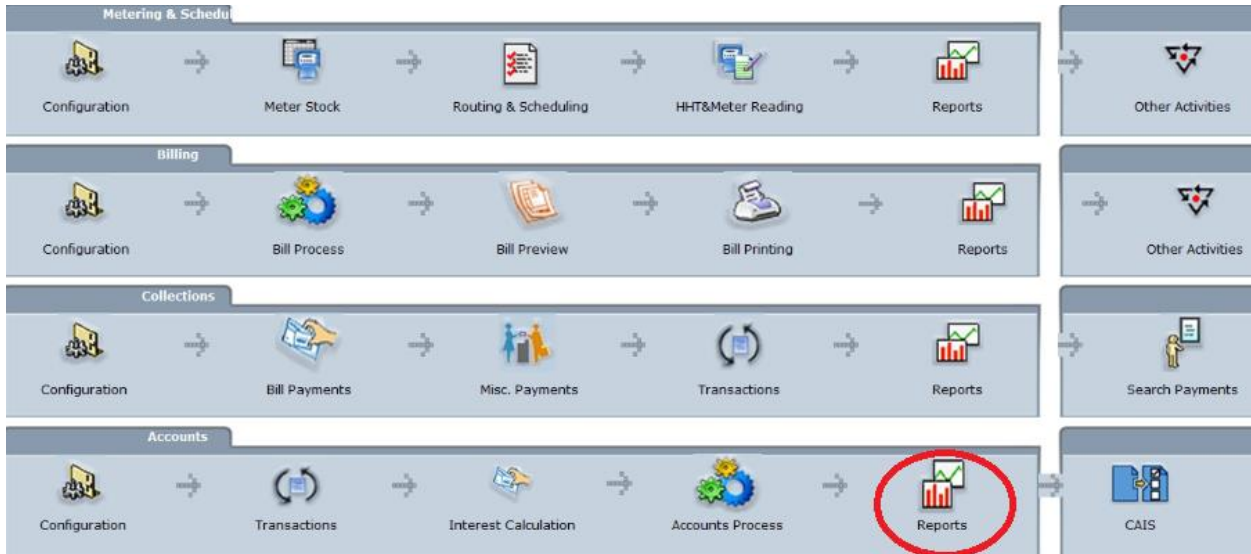 Metering & Schedu
Configuration Meter Stock Routing & Scheduling HHT&Meter Reading Reports Other Activities
Billing
Configuration Bill Process Bill Preview Bill Printing Reports Other Activities
Collections
Configuration Bill Payments Misc. Payments Transactions Reports Search Payments
Accounts
Configuration Transactions Interest Calculation Accounts Process Reports CAIS